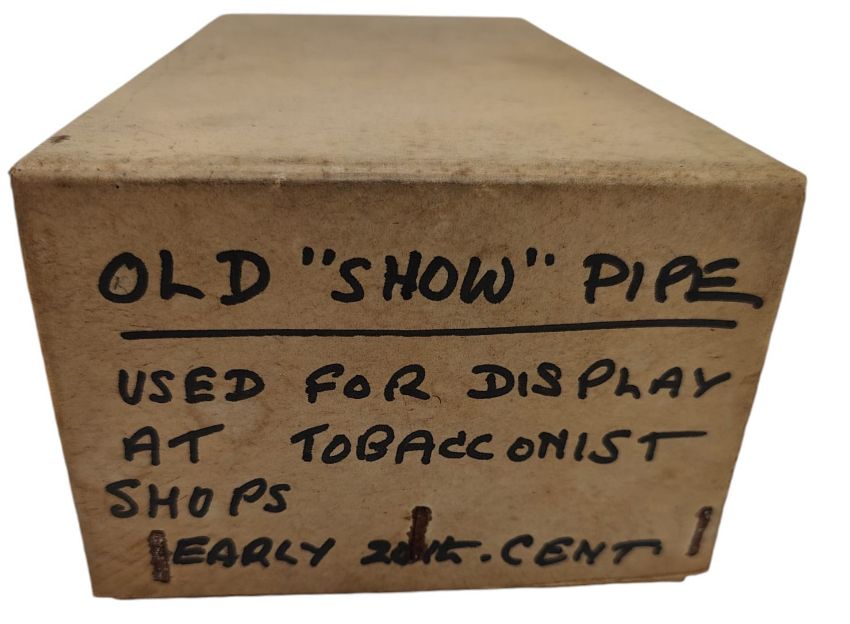 OLD "SHOW" PIPE
USED FOR DISPLAY
AT TOBACCONIST
SHOPS
EARLY 20th. CENT